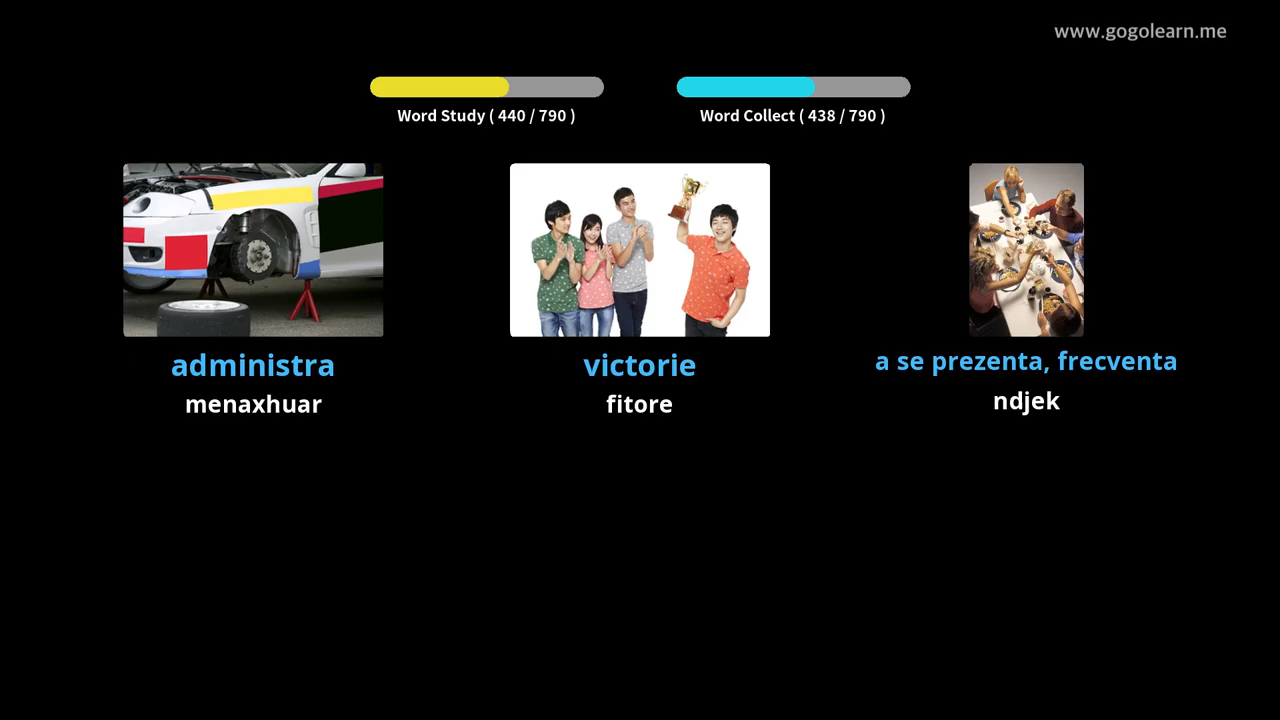 www.gogolearn.me
Word Study ( 440 / 790 )
Word Collect ( 438 / 790 )
administra
menaxhuar
victorie
fitore
a se prezenta, frecventa
ndjek